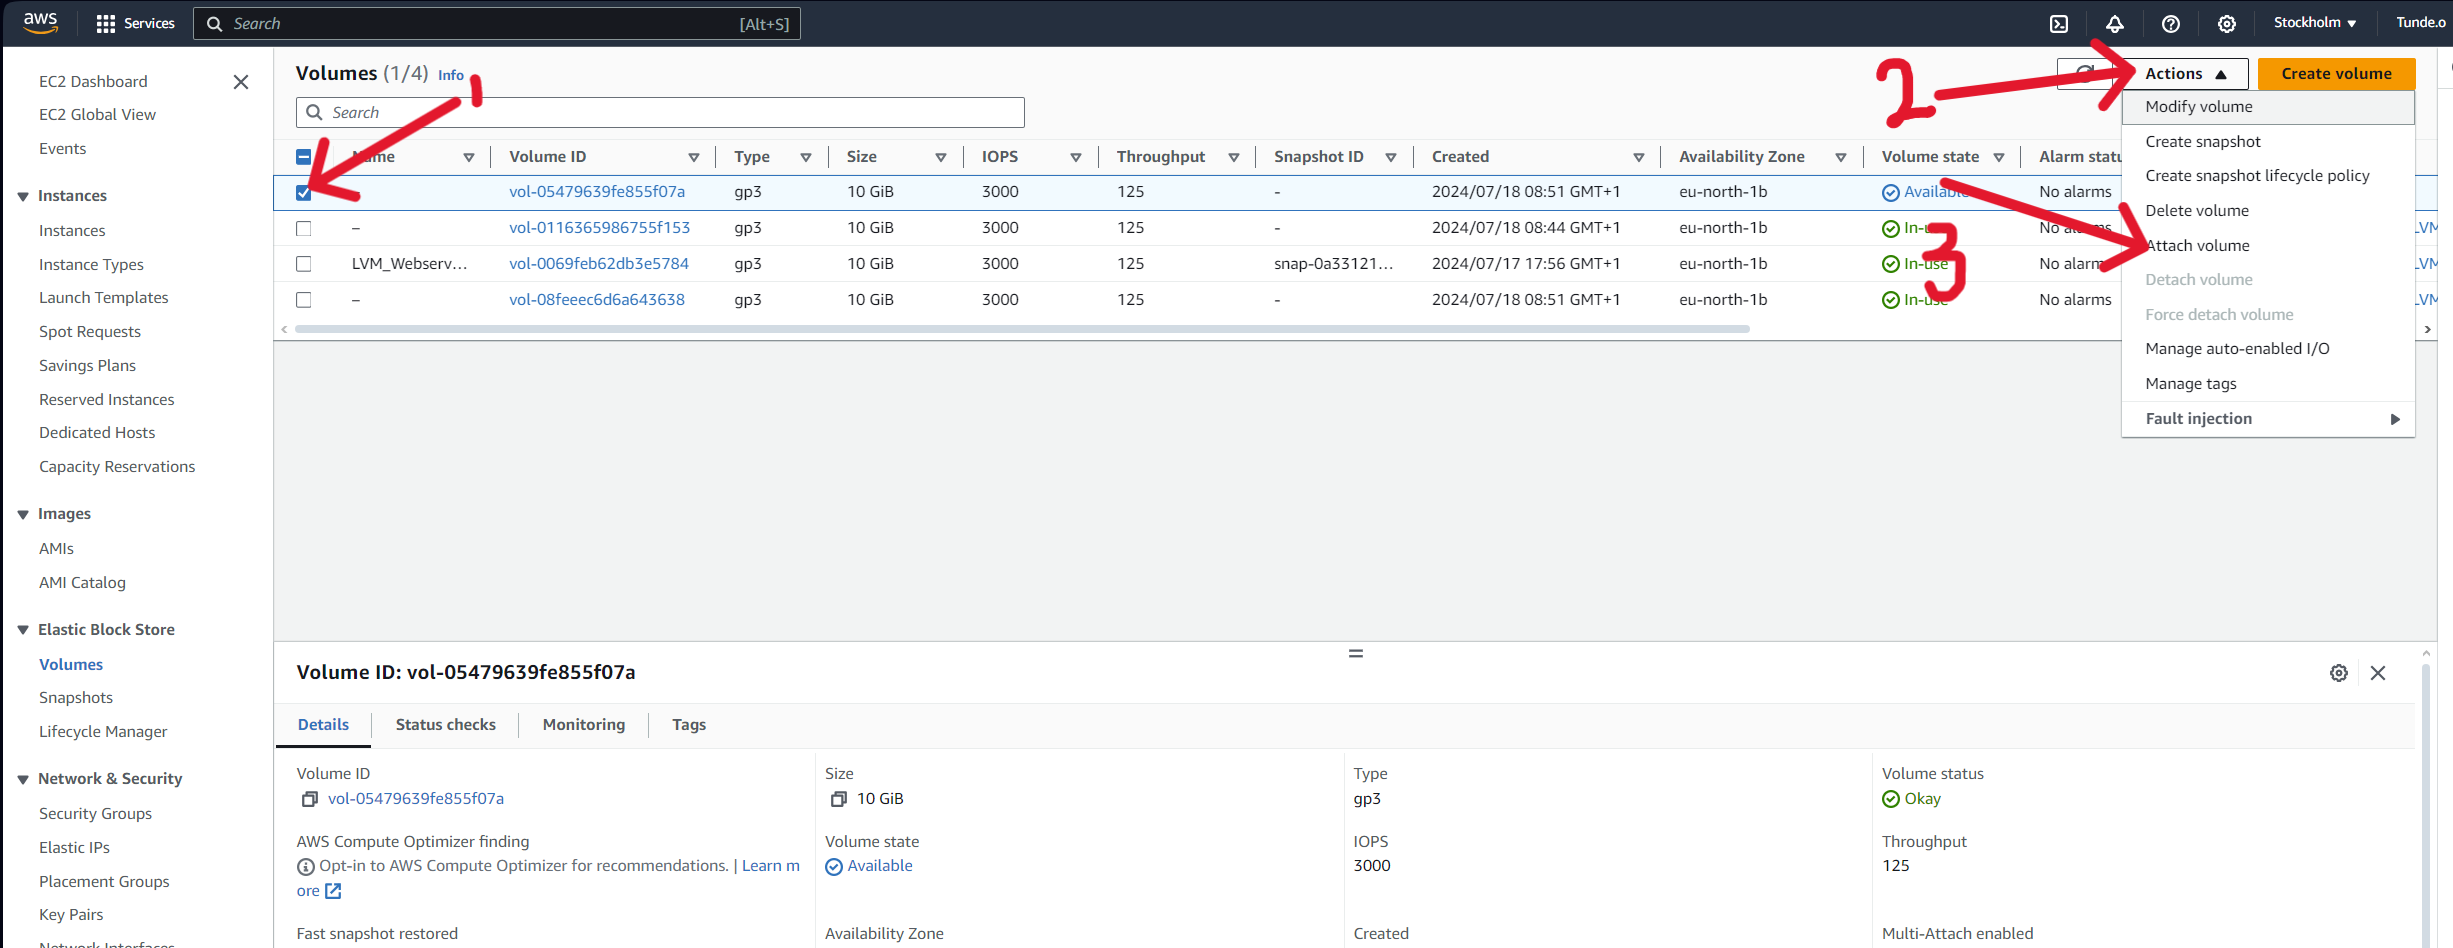 aws Services Search [Alt+S] Stockholm Tunde.o
EC2 Dashboard
EC2 Global View
Events
Instances
Instances
Instance Types
Launch Templates
Spot Requests
Savings Plans
Reserved Instances
Dedicated Hosts
Capacity Reservations
Images
AMIs
AMI Catalog
Elastic Block Store
Volumes
Snapshots
Lifecycle Manager
Network & Security
Security Groups
Elastic IPs
Placement Groups
Key Pairs
Network Interfaces
Volumes (1/4) Info
1
2
Actions
Create volume
Search
Name Volume ID Type Size IOPS Throughput Snapshot ID Created Availability Zone Volume state Alarm statu
vol-05479639fe855f07a gp3 10 GiB 3000 125 - 2024/07/18 08:51 GMT+1 eu-north-1b Available No alarms
– vol-0116365986755f153 gp3 10 GiB 3000 125 - 2024/07/18 08:44 GMT+1 eu-north-1b In-use No alarms LVM
LVM_Webserv... vol-0069feb62db3e5784 gp3 10 GiB 3000 125 snap-0a33121... 2024/07/17 17:56 GMT+1 eu-north-1b In-use No alarms LVM
– vol-08feeec6d6a643638 gp3 10 GiB 3000 125 - 2024/07/18 08:51 GMT+1 eu-north-1b In-use No alarms LVM
3
Modify volume
Create snapshot
Create snapshot lifecycle policy
Delete volume
Attach volume
Detach volume
Force detach volume
Manage auto-enabled I/O
Manage tags
Fault injection
Volume ID: vol-05479639fe855f07a
Details Status checks Monitoring Tags
Volume ID
vol-05479639fe855f07a
Size
10 GiB
Type
gp3
Volume status
Okay
AWS Compute Optimizer finding
Opt-in to AWS Compute Optimizer for recommendations. | Learn m
ore
Volume state
Available
IOPS
3000
Throughput
125
Fast snapshot restored
Availability Zone
Created
Multi-Attach enabled